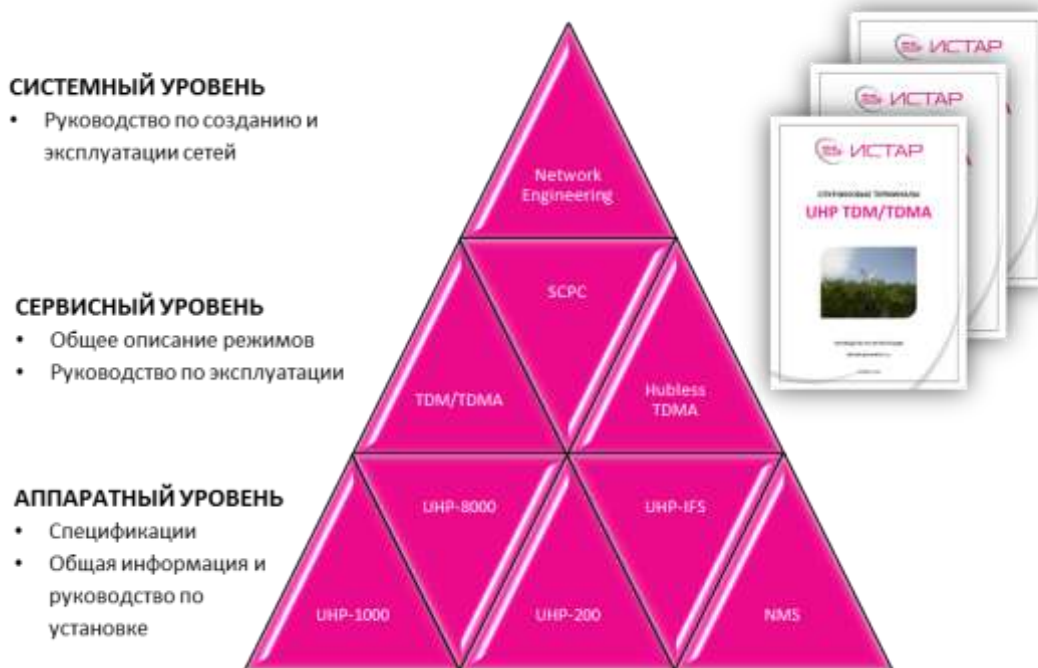 СИСТЕМНЫЙ УРОВЕНЬ
• Руководство по созданию и
эксплуатации сетей
СЕРВИСНЫЙ УРОВЕНЬ
• Общее описание режимов
• Руководство по эксплуатации
АППАРАТНЫЙ УРОВЕНЬ
• Спецификации
• Общая информация и
руководство по
установке
Network
Engineering
SCPC
TDM/TDMA
Hubless
TDMA
UHP-8000
UHP-IFS
UHP-1000
UHP-200
NMS
ИСТАР
ИСТАР
ИСТАР
СПУТНИКОВЫЕ ТЕРМИНАЛЫ
UHP TDM/TDMA